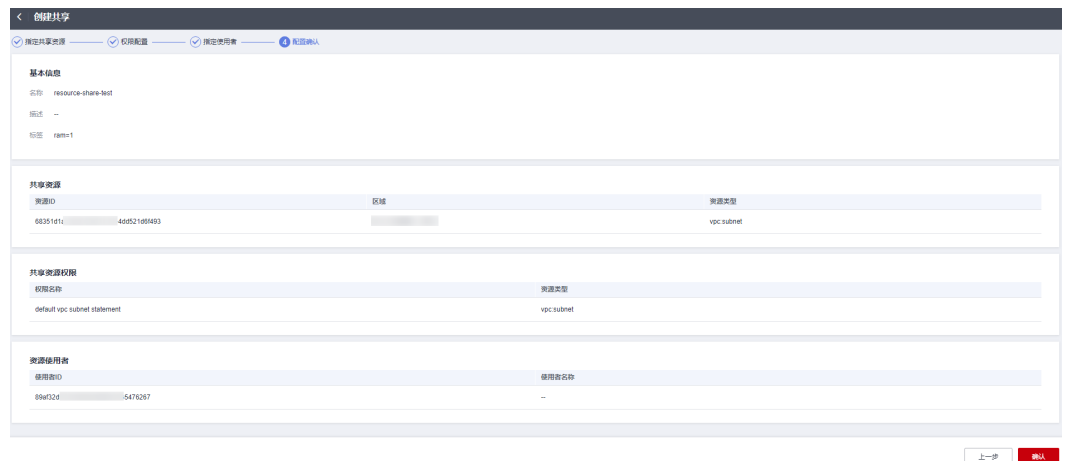 创建共享
指定共享资源 权限配置 指定使用者 4 配置确认
基本信息
名称 resource-share-test
描述 --
标签 ram=1
共享资源
资源ID 区域 资源类型
68351d1 4dd521d6f493 vpc:subnet
共享资源权限
权限名称 资源类型
default vpc subnet statement vpc:subnet
资源使用者
使用者ID 使用者名称
89af32d 5476267 --
上一步 确认